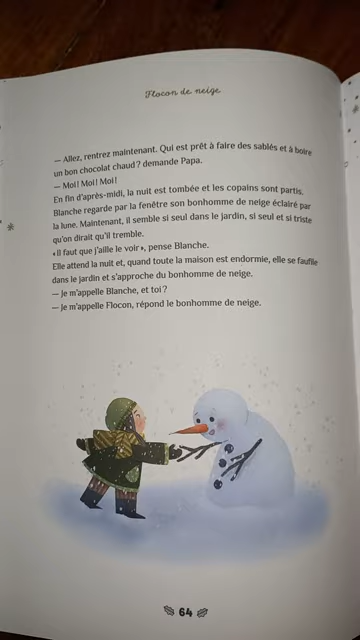 Flocon de neige
— Allez, rentrez maintenant. Qui est prêt à faire des sablés et à boire
un bon chocolat chaud ? demande Papa.
— Moi ! Moi ! Moi !
En fin d'après-midi, la nuit est tombée et les copains sont partis.
Blanche regarde par la fenêtre son bonhomme de neige éclairé par
la lune. Maintenant, il semble si seul dans le jardin, si seul et si triste
qu'on dirait qu'il tremble.
« Il faut que j'aille le voir », pense Blanche.
Elle attend la nuit et, quand toute la maison est endormie, elle se faufile
dans le jardin et s'approche du bonhomme de neige.
— Je m'appelle Blanche, et toi ?
— Je m'appelle Flocon, répond le bonhomme de neige.
64